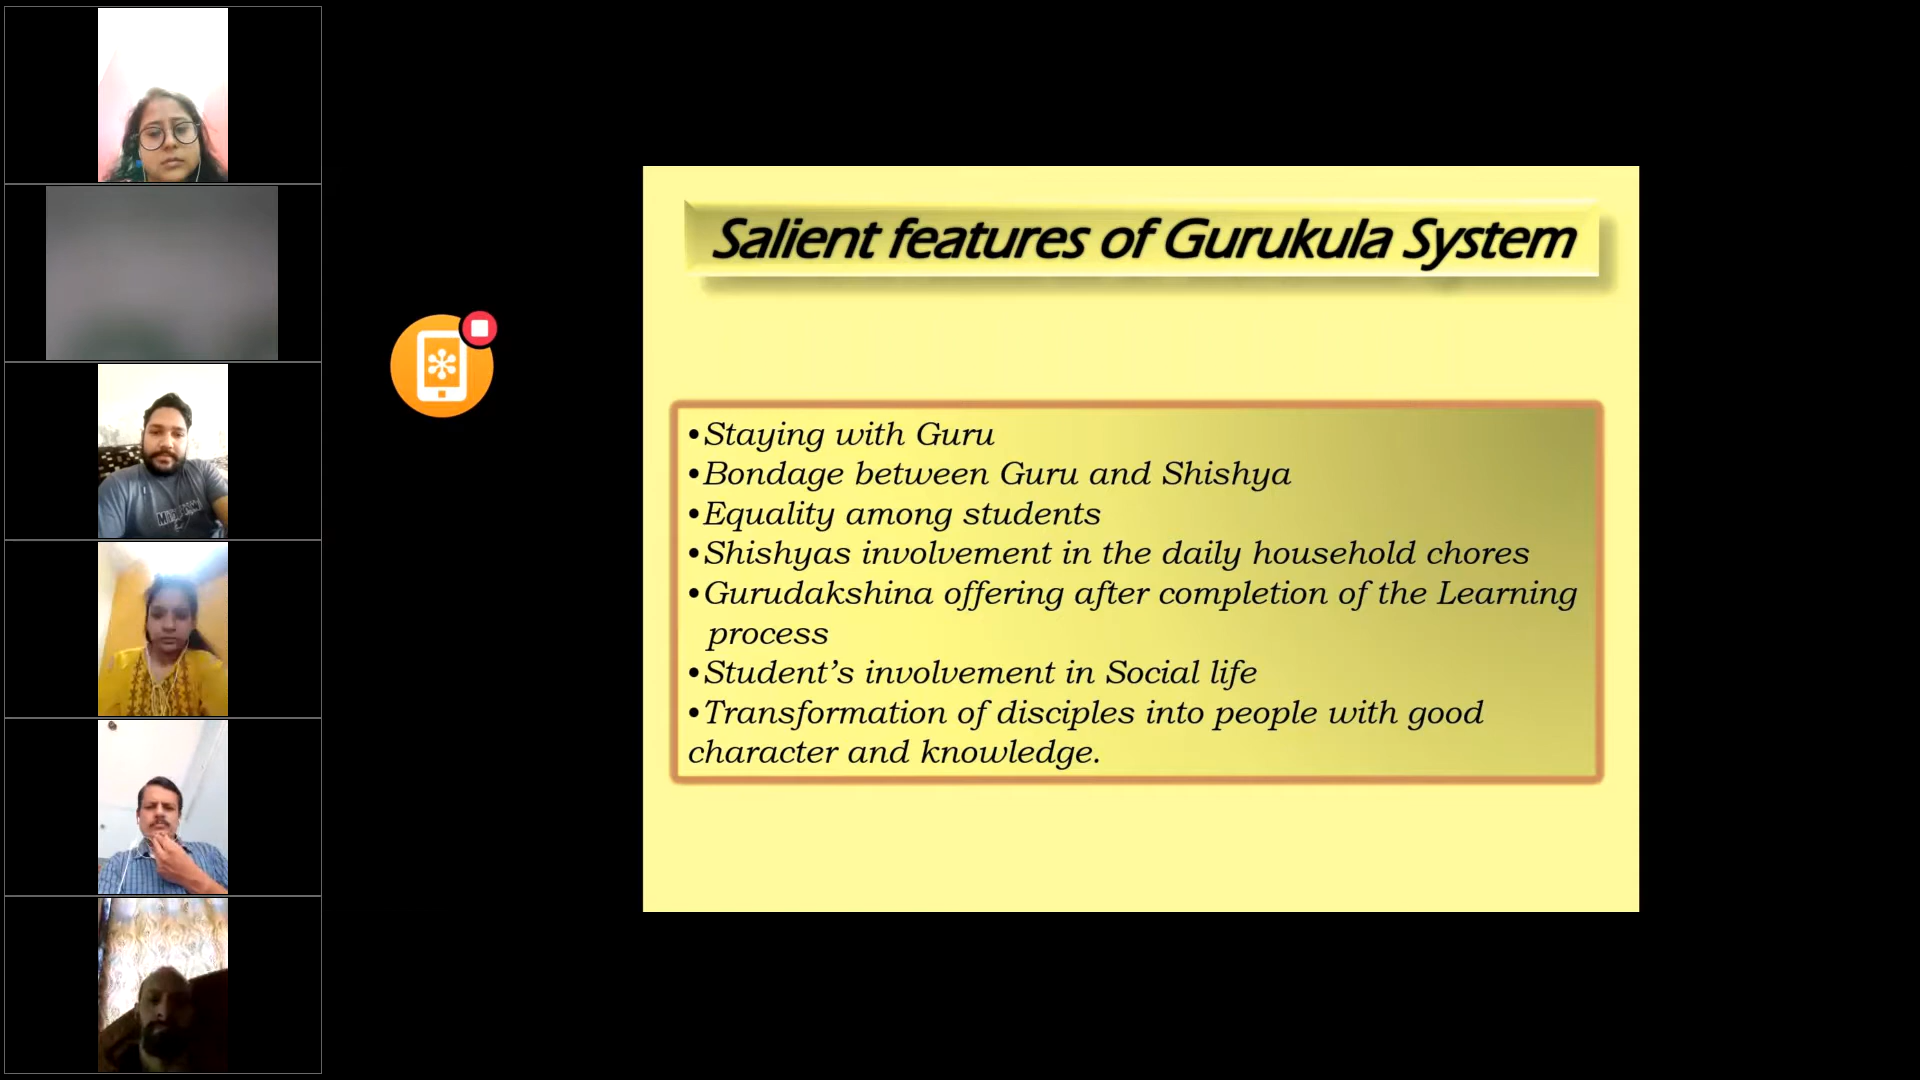 Salient features of Gurukula System
•Staying with Guru
•Bondage between Guru and Shishya
•Equality among students
•Shishyas involvement in the daily household chores
•Gurudakshina offering after completion of the Learning
process
•Student’s involvement in Social life
•Transformation of disciples into people with good
character and knowledge.